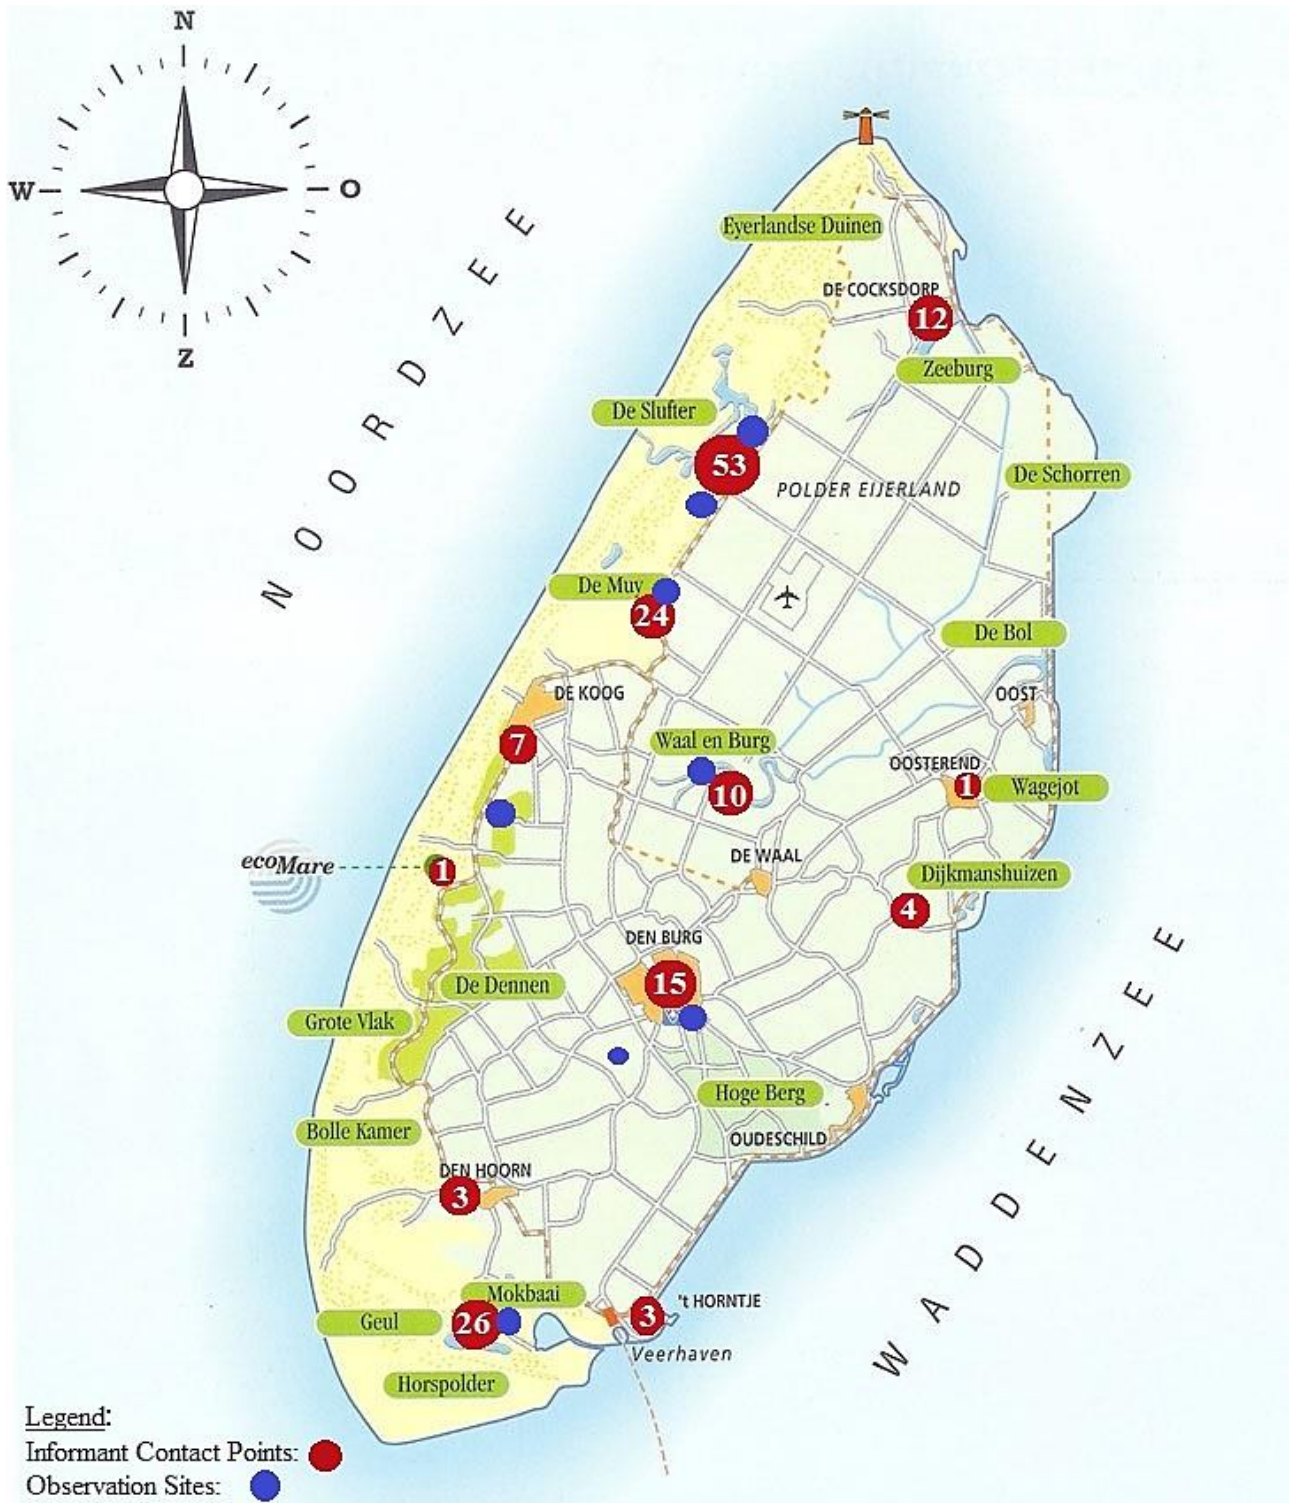 N
W
O
Z
NOORDZEE
Eyerlandse Duinen
DE COCKSDORP
12
Zeeburg
De Slufter
53
De Schorren
POLDER EIJERLAND
De Muy
24
De Bol
DE KOOG
OOST
7
Waal en Burg
10
OOSTEREND
1
Wagejot
ecoMare
1
DE WAAL
Dijkmanshuizen
4
DEN BURG
15
De Dennen
Grote Vlak
WADDENZEE
Hoge Berg
Bolle Kamer
OUDESCHILD
DEN HOORN
3
Mokbaai
Geul
26
3
't HORNTJE
Veerhaven
Horspolder
Legend:
Informant Contact Points:
Observation Sites: